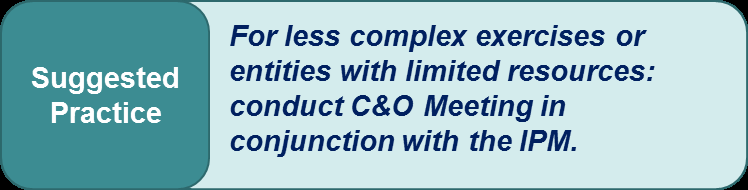 Suggested
Practice
For less complex exercises or
entities with limited resources:
conduct C&O Meeting in
conjunction with the IPM.